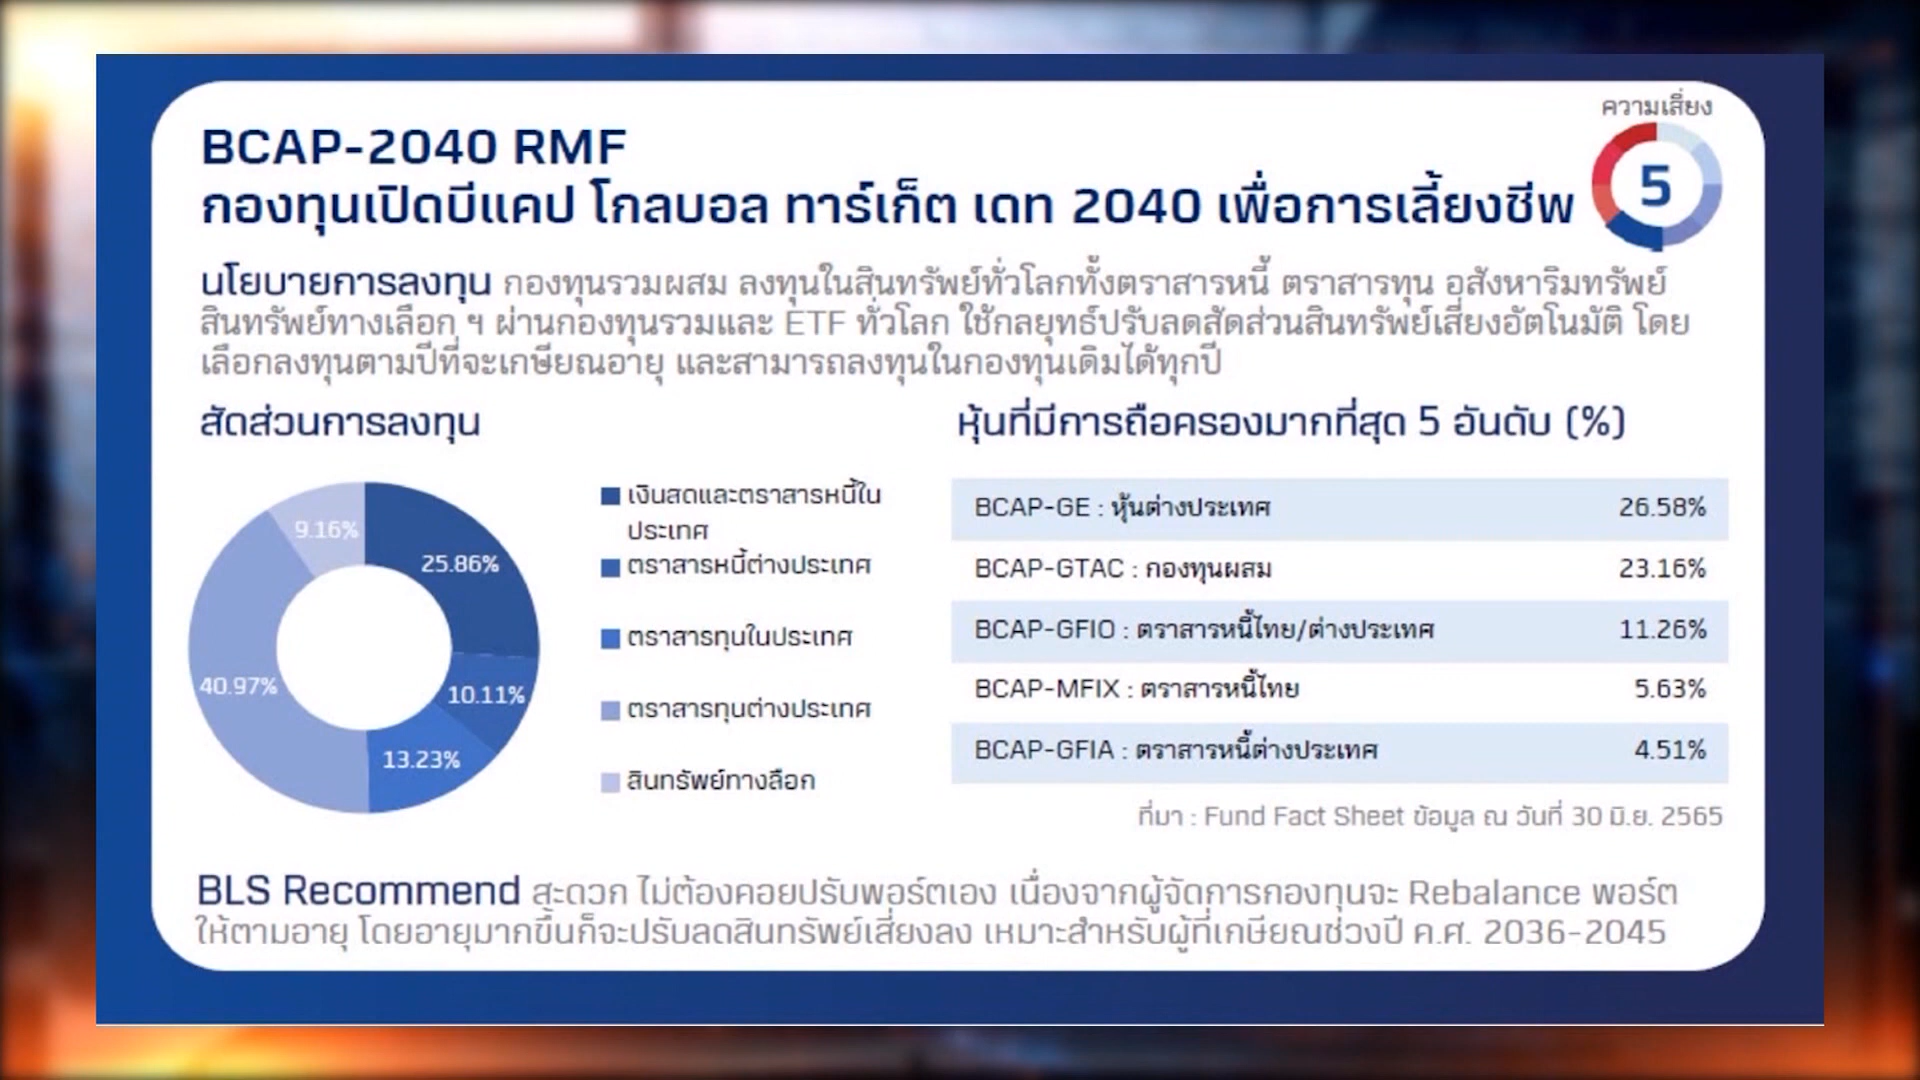 ความเสี่ยง
5
BCAP-2040 RMF
กองทุนเปิดบีแคป โกลบอล ทาร์เก็ต เดท 2040 เพื่อการเลี้ยงชีพ
นโยบายการลงทุน กองทุนรวมผสม ลงทุนในสินทรัพย์ทั่วโลกทั้งตราสารหนี้ ตราสารทุน อสังหาริมทรัพย์
สินทรัพย์ทางเลือก ฯ ผ่านกองทุนรวมและ ETF ทั่วโลก ใช้กลยุทธ์ปรับลดสัดส่วนสินทรัพย์เสี่ยงอัตโนมัติ โดย
เลือกลงทุนตามปีที่จะเกษียณอายุ และสามารถลงทุนในกองทุนเดิมได้ทุกปี
สัดส่วนการลงทุน
9.16%
25.86%
40.97%
10.11%
13.23%
เงินสดและตราสารหนี้ใน
ประเทศ
ตราสารหนี้ต่างประเทศ
ตราสารทุนในประเทศ
ตราสารทุนต่างประเทศ
สินทรัพย์ทางลือก
หุ้นที่มีการถือครองมากที่สุด 5 อันดับ (%)
BCAP-GE : หุ้นต่างประเทศ 26.58%
BCAP-GTAC : กองทุนผสม 23.16%
BCAP-GFIO : ตราสารหนี้ไทย/ต่างประเทศ 11.26%
BCAP-MFIX : ตราสารหนี้ไทย 5.63%
BCAP-GFIA : ตราสารหนี้ต่างประเทศ 4.51%
ที่มา : Fund Fact Sheet ข้อมูล ณ วันที่ 30 มิ.ย. 2565
BLS Recommend สะดวก ไม่ต้องคอยปรับพอร์ตเอง เนื่องจากผู้จัดการกองทุนจะ Rebalance พอร์ต
ให้ตามอายุ โดยอายุมากขึ้นก็จะปรับลดสินทรัพย์เสี่ยงลง เหมาะสำหรับผู้ที่เกษียณช่วงปี ค.ศ. 2036-2045